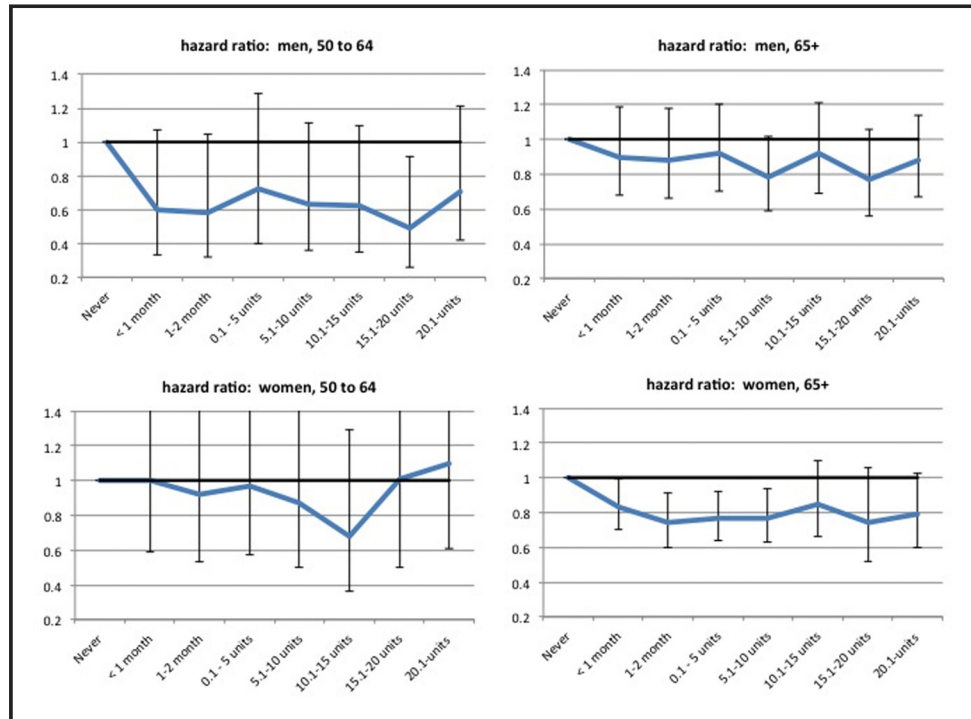 hazard ratio: men, 50 to 64
1.4
1.2
1
0.8
0.6
0.4
0.2
Never
< 1 month
1-2 month
0.1 - 5 units
5.1-10 units
10.1-15 units
15.1-20 units
20.1-units
hazard ratio: men, 65+
1.4
1.2
1
0.8
0.6
0.4
0.2
Never
< 1 month
1-2 month
0.1 - 5 units
5.1-10 units
10.1-15 units
15.1-20 units
20.1-units
hazard ratio: women, 50 to 64
1.4
1.2
1
0.8
0.6
0.4
0.2
Never
< 1 month
1-2 month
0.1 - 5 units
5.1-10 units
10.1-15 units
15.1-20 units
20.1-units
hazard ratio: women, 65+
1.4
1.2
1
0.8
0.6
0.4
0.2
Never
< 1 month
1-2 month
0.1 - 5 units
5.1-10 units
10.1-15 units
15.1-20 units
20.1-units